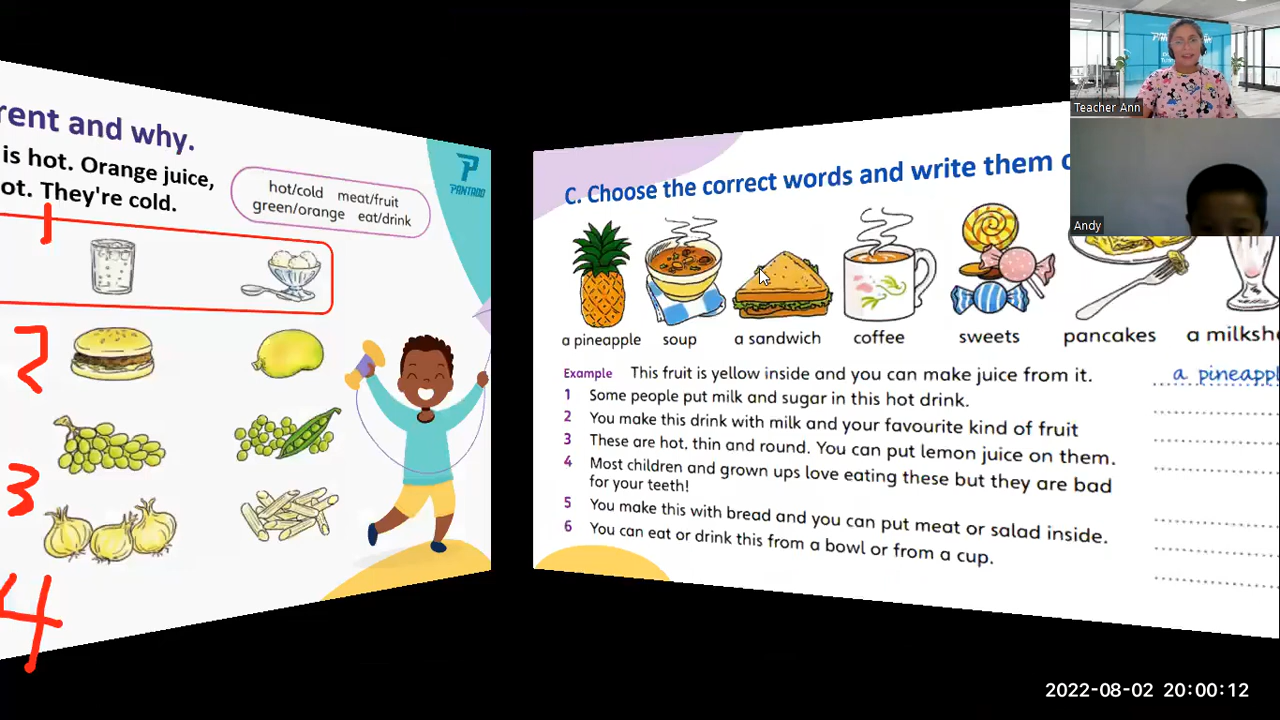 rent and why.
is hot. Orange juice,
ot. They're cold.
hot/cold meat/fruit
green/orange eat/drink
PANTADO
1
2
3
4
C. Choose the correct words and write them
a pineapple soup a sandwich coffee sweets pancakes a milksh
Example This fruit is yellow inside and you can make juice from it. a pineappl
1 Some people put milk and sugar in this hot drink.
2 You make this drink with milk and your favourite kind of fruit
3 These are hot, thin and round. You can put lemon juice on them.
4 Most children and grown ups love eating these but they are bad
for your teeth!
5 You make this with bread and you can put meat or salad inside.
6 You can eat or drink this from a bowl or from a cup.
Teacher Ann
Andy
2022-08-02 20:00:12